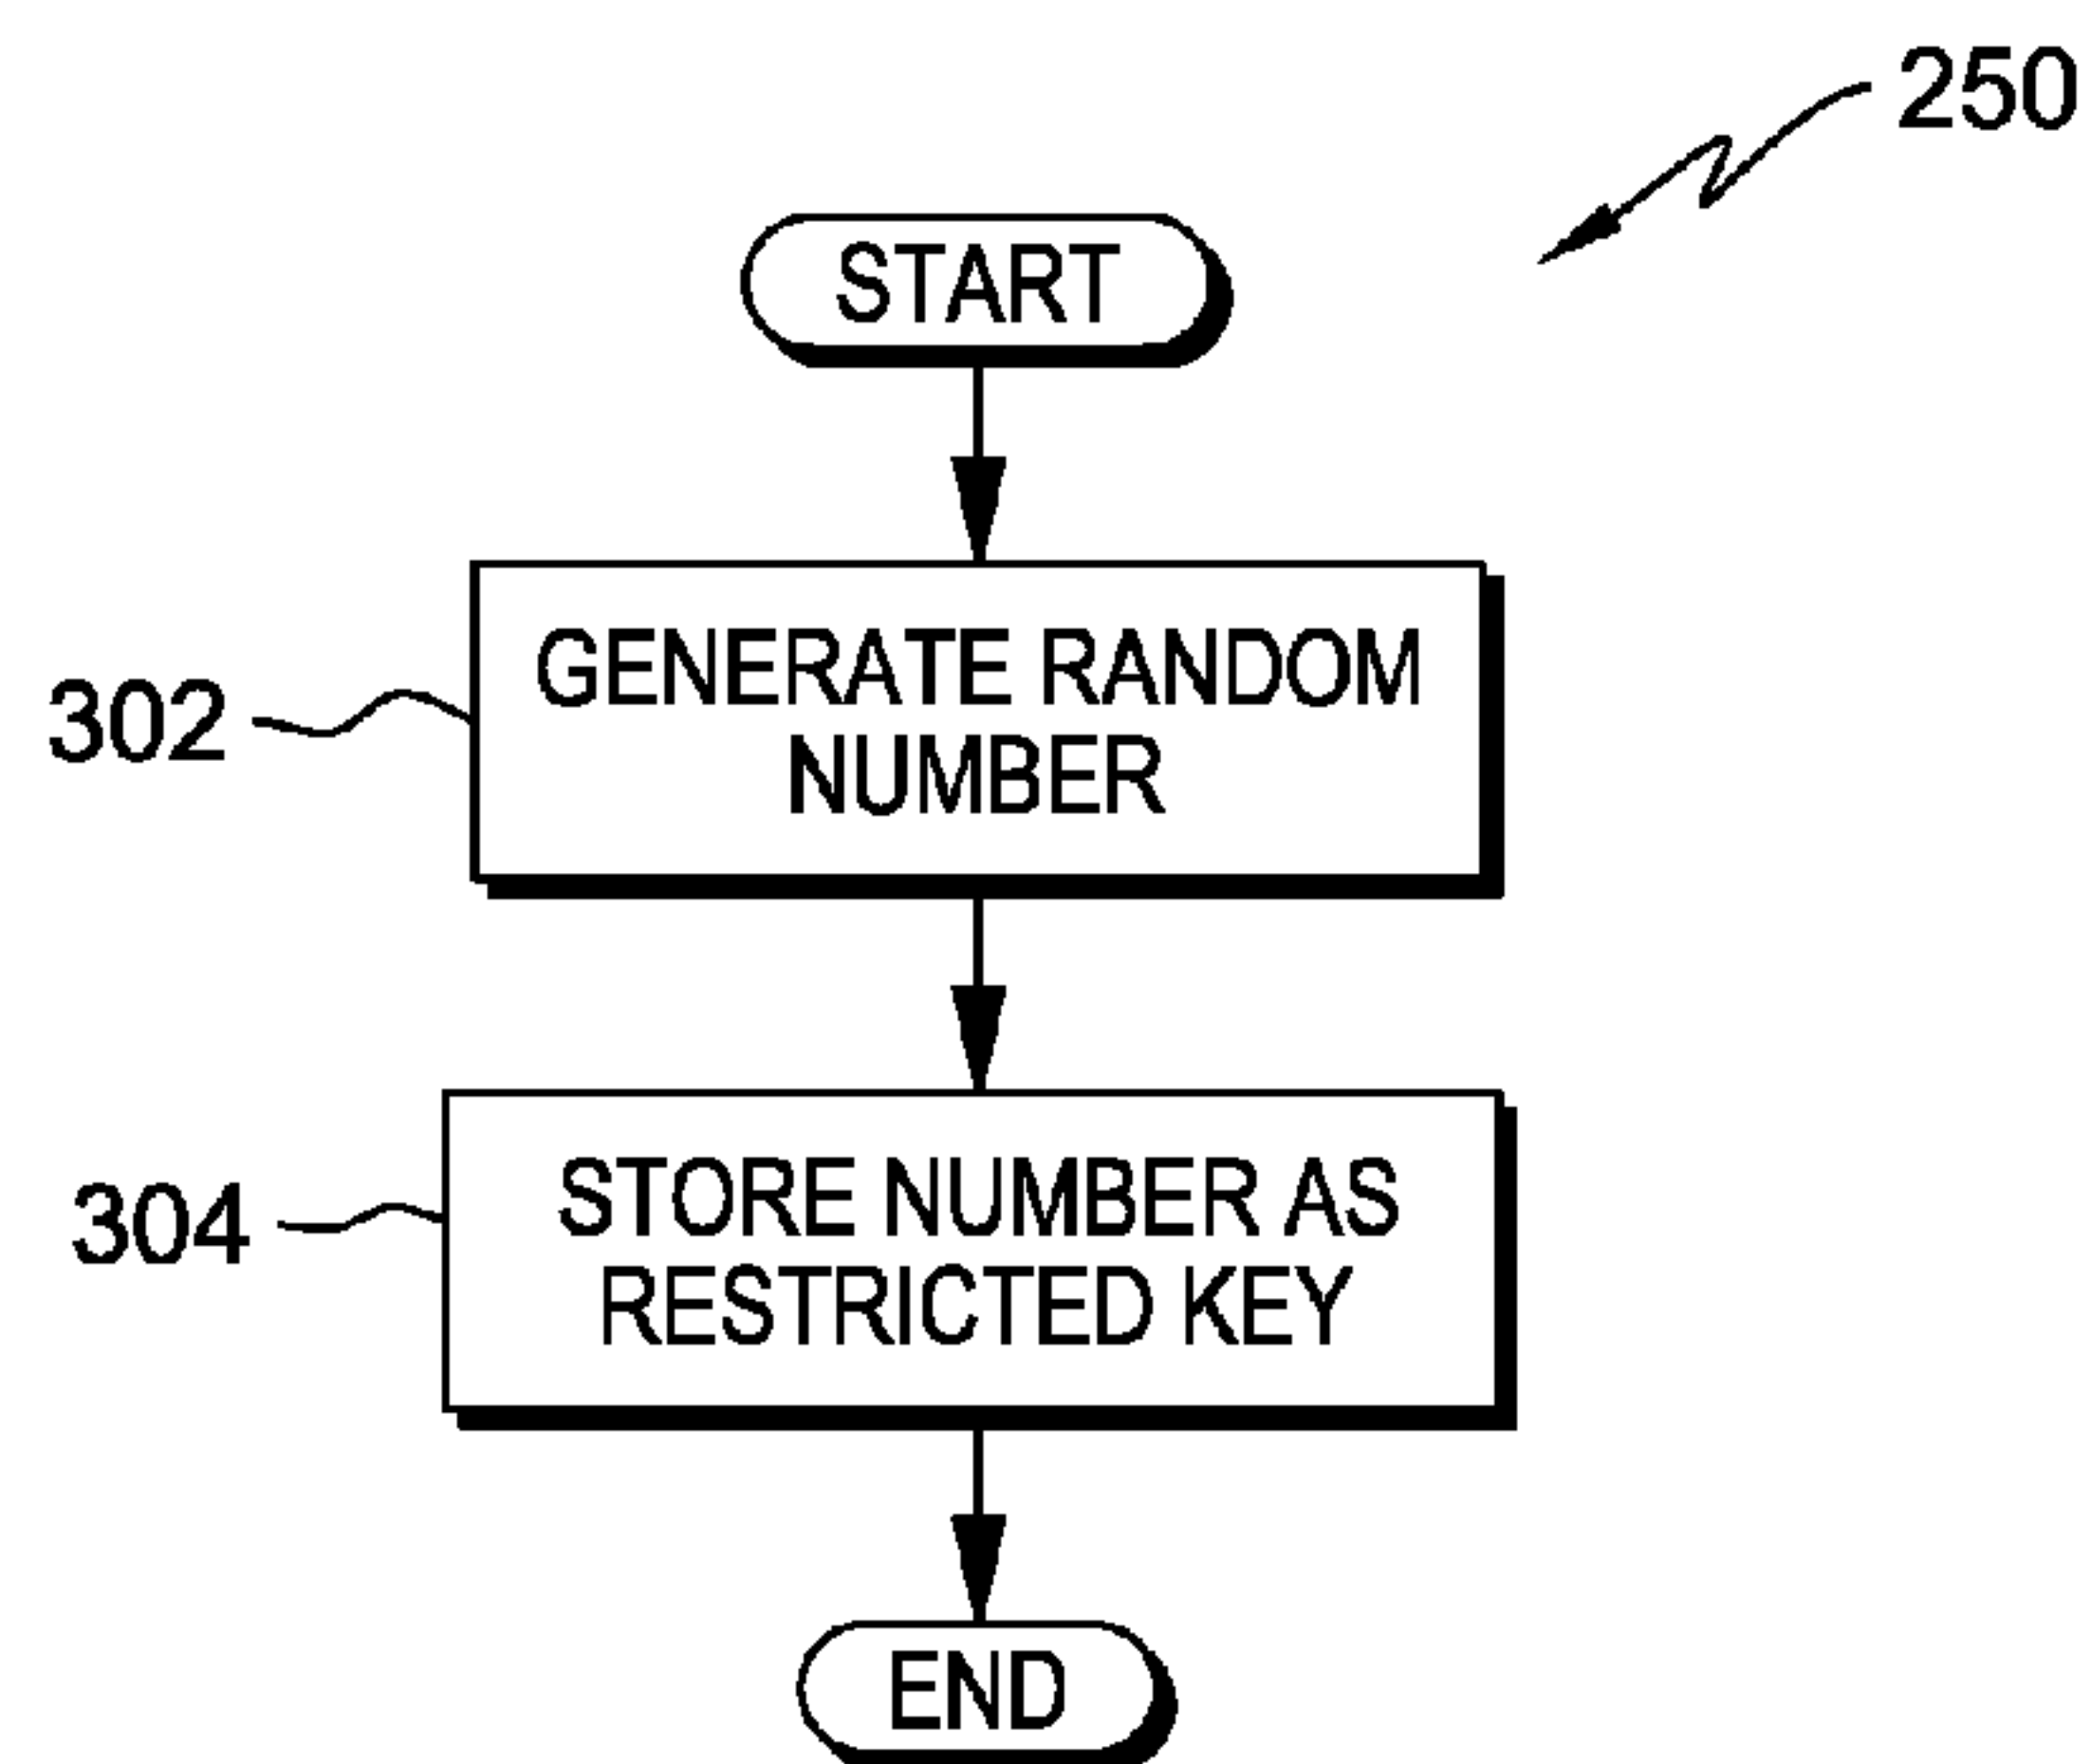 250
START
GENERATE RANDOM
NUMBER
302
STORE NUMBER AS
RESTRICTED KEY
304
END